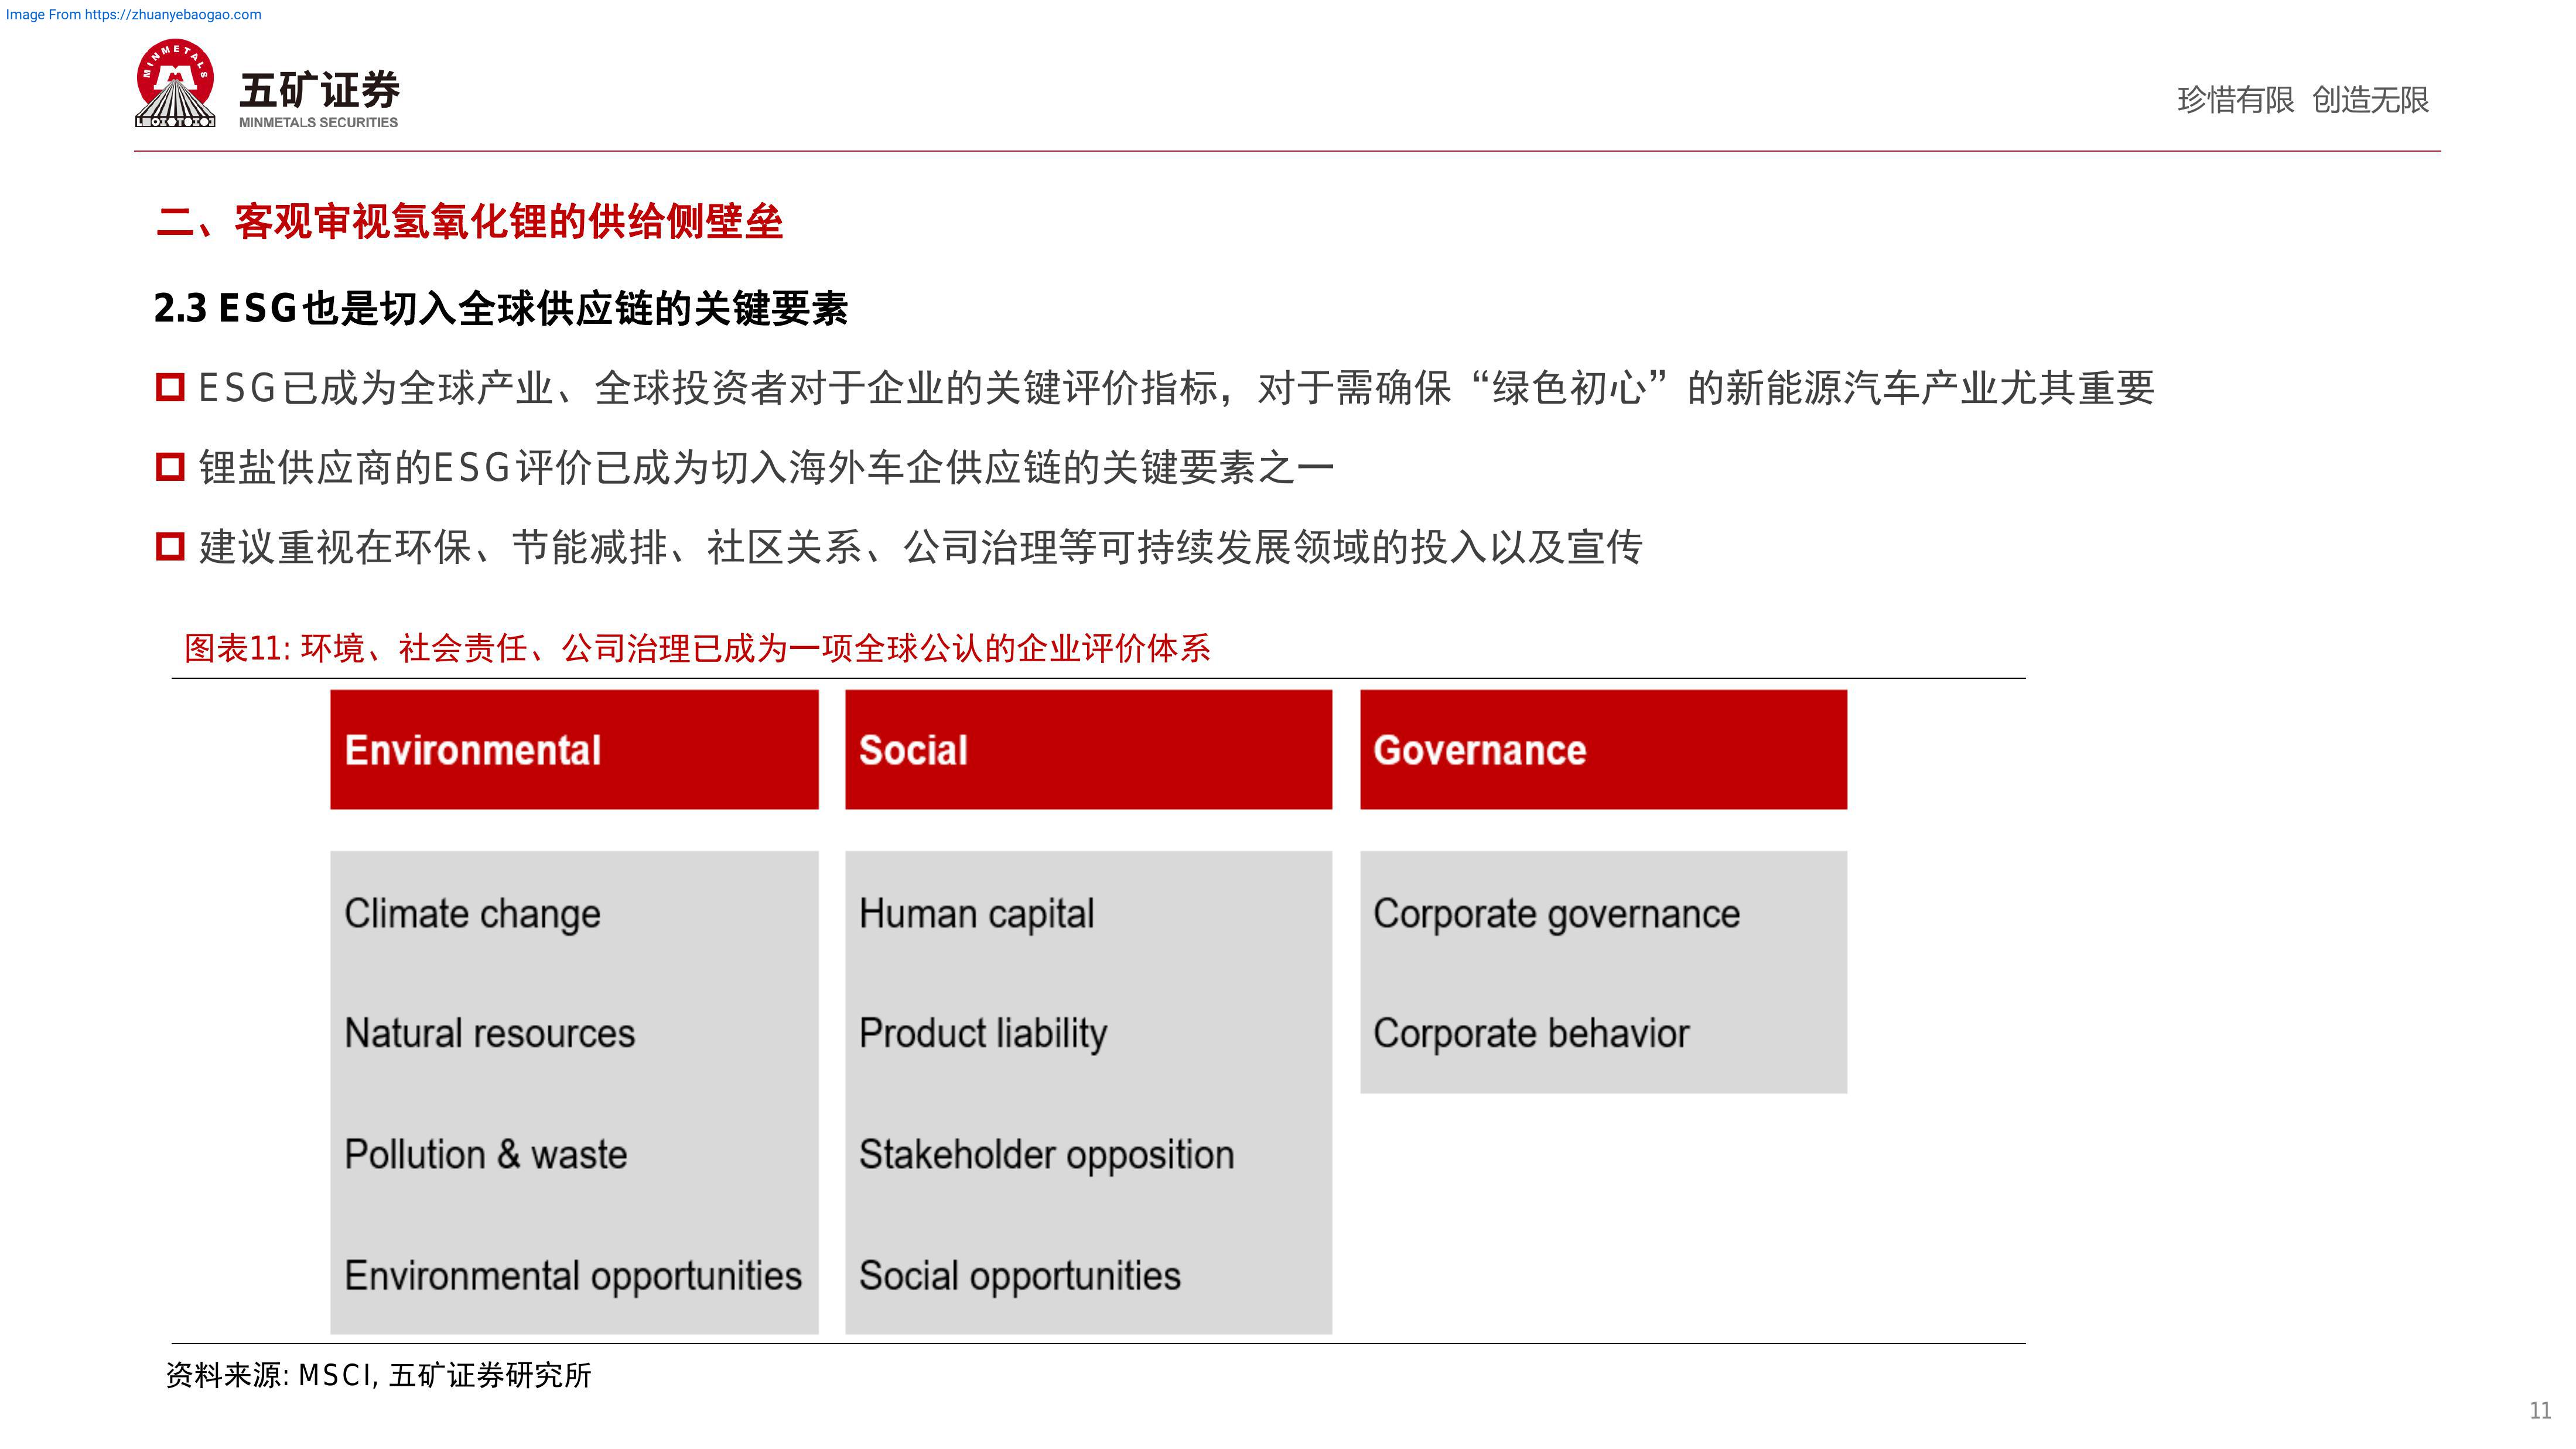 Image From https://zhuanyebaogao.com
MINMETALS
五矿证券
MINMETALS SECURITIES
珍惜有限 创造无限
二、客观审视氢氧化锂的供给侧壁垒
2.3 ESG也是切入全球供应链的关键要素
ESG已成为全球产业、全球投资者对于企业的关键评价指标，对于需确保“绿色初心”的新能源汽车产业尤其重要
锂盐供应商的ESG评价已成为切入海外车企供应链的关键要素之一
建议重视在环保、节能减排、社区关系、公司治理等可持续发展领域的投入以及宣传
图表11: 环境、社会责任、公司治理已成为一项全球公认的企业评价体系
Environmental
Social
Governance
Climate change
Human capital
Corporate governance
Natural resources
Product liability
Corporate behavior
Pollution & waste
Stakeholder opposition
Environmental opportunities
Social opportunities
资料来源: MSCI, 五矿证券研究所
11